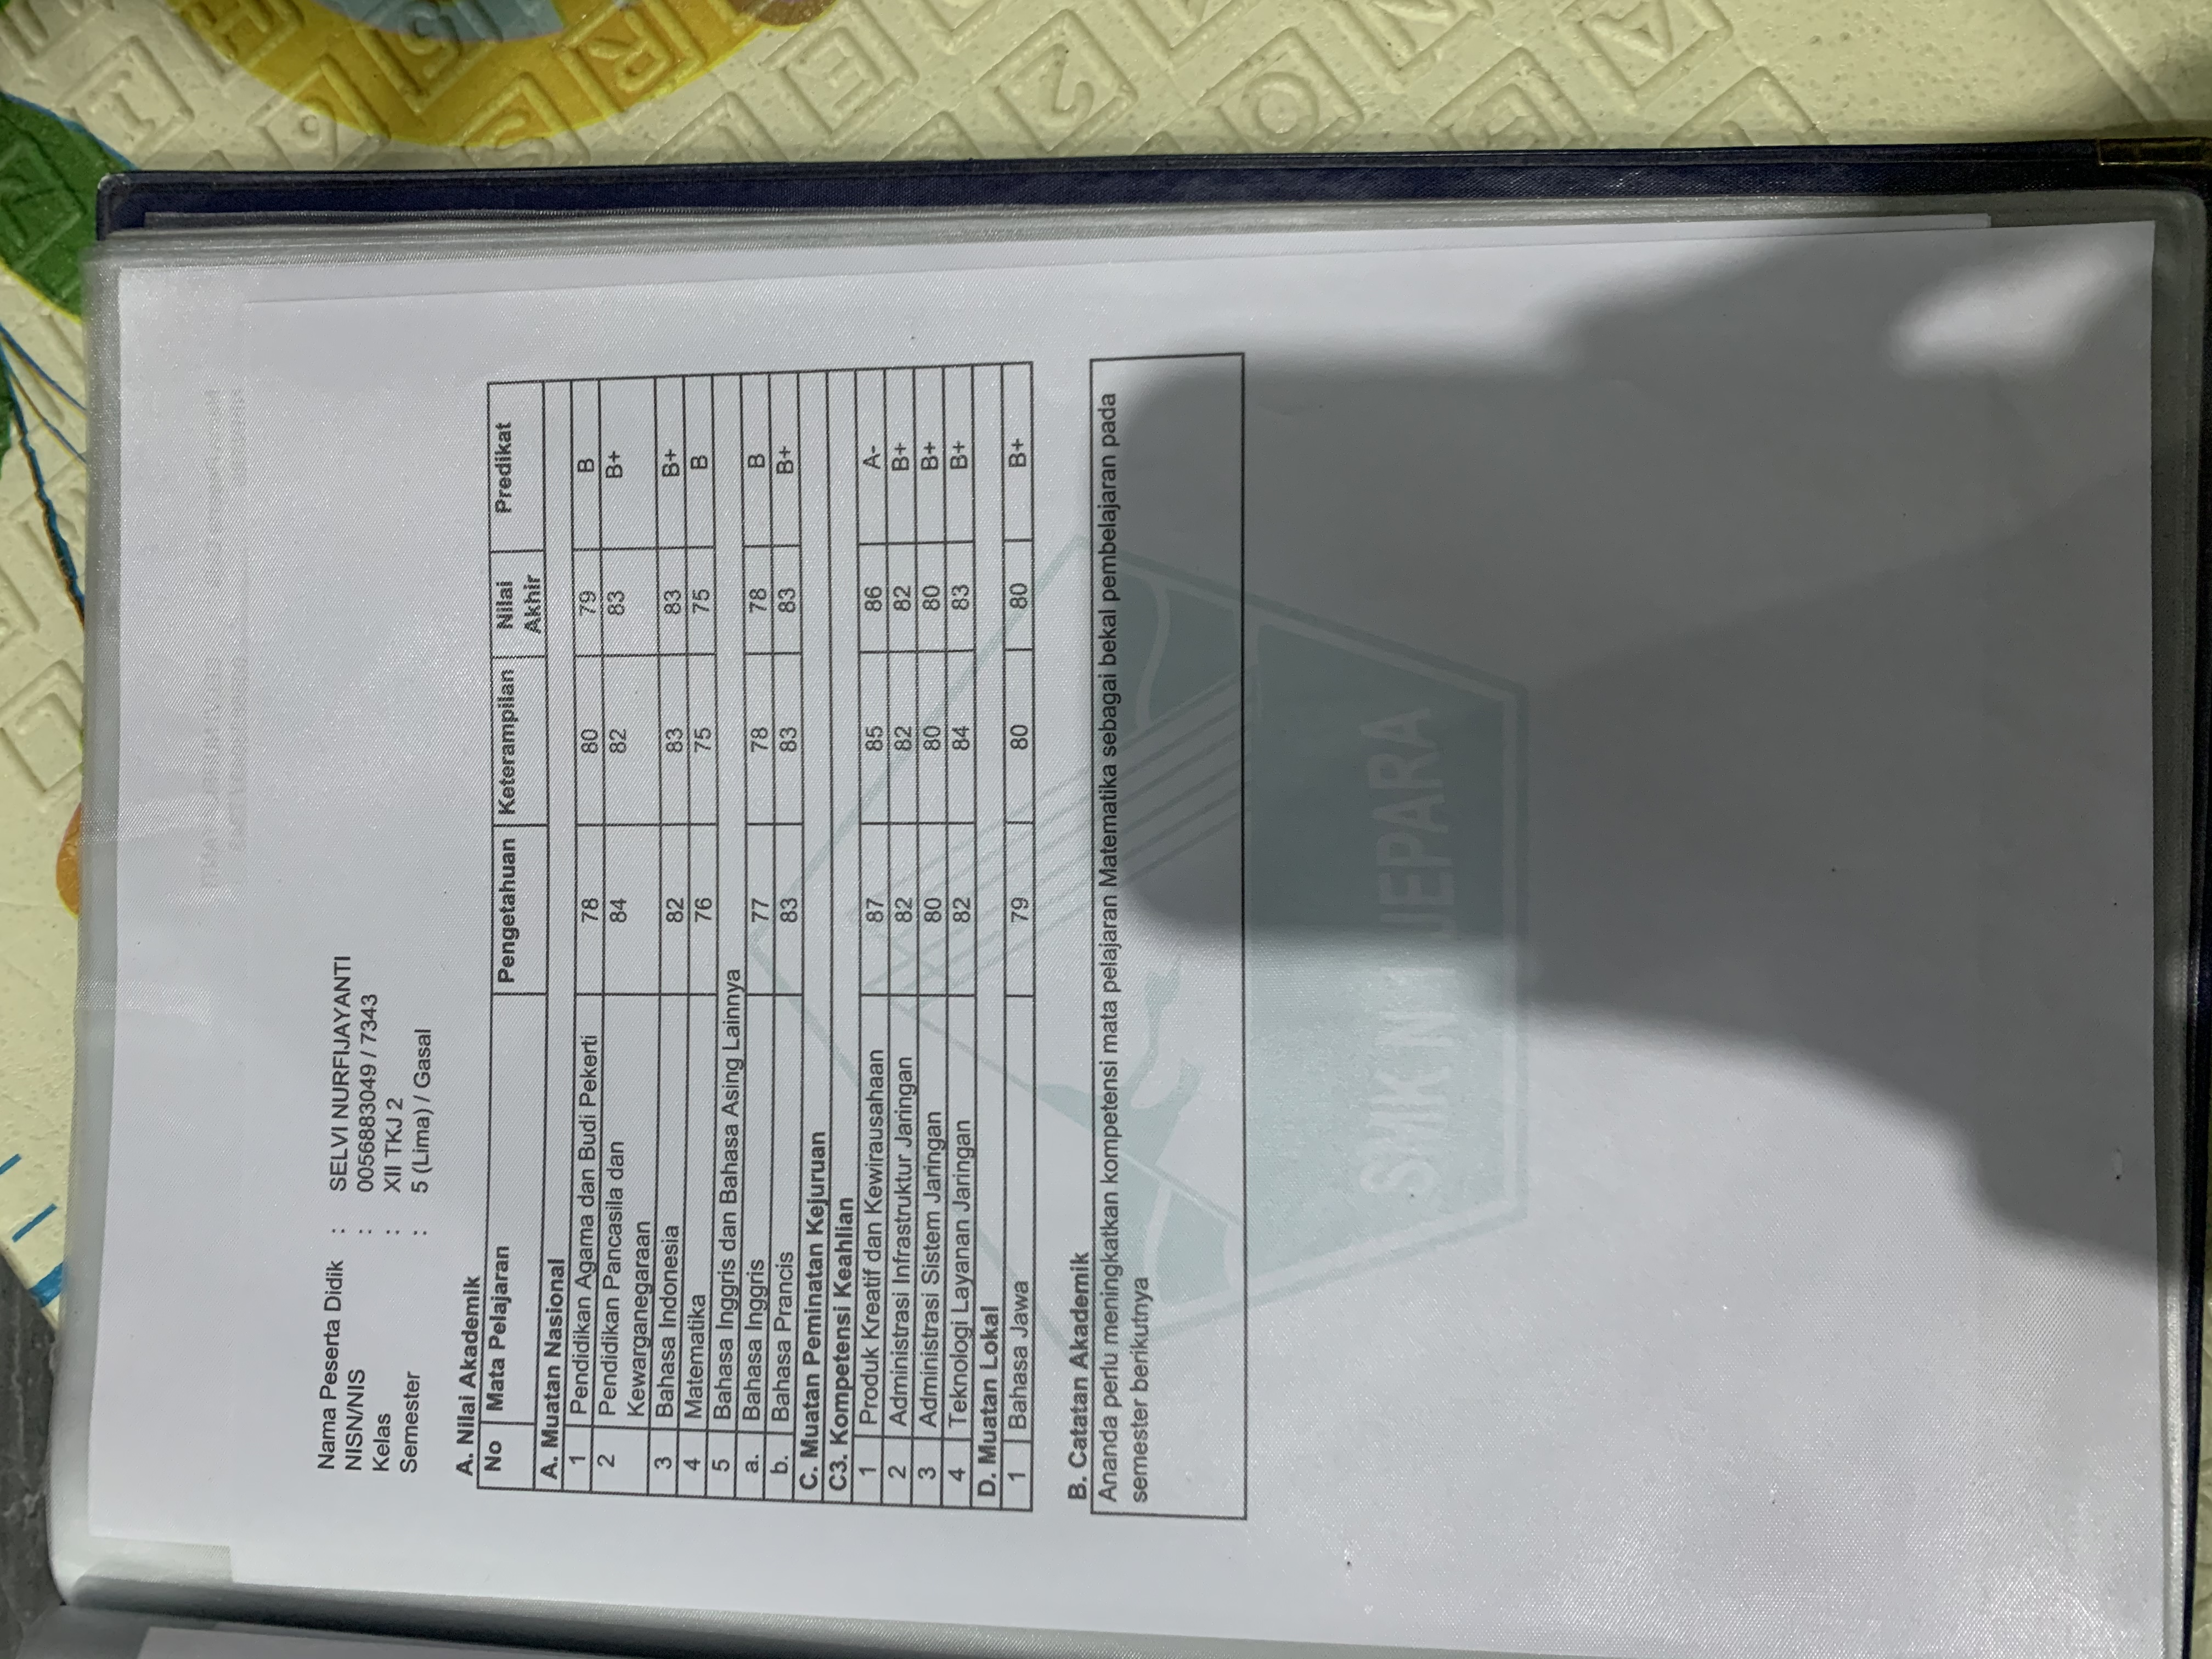 Nama Peserta Didik : SELVI NURFIJAYANTI
NISN/NIS : 0056883049 / 7343
Kelas : XII TKJ 2
Semester : 5 (Lima) / Gasal
A. Nilai Akademik
No Mata Pelajaran Pengetahuan Keterampilan Nilai Akhir Predikat
A. Muatan Nasional
1 Pendidikan Agama dan Budi Pekerti 78 80 79 B
2 Pendidikan Pancasila dan Kewarganegaraan 84 82 83 B+
3 Bahasa Indonesia 82 83 83 B+
4 Matematika 76 75 75 B
5 Bahasa Inggris dan Bahasa Asing Lainnya
a. Bahasa Inggris 77 78 78 B
b. Bahasa Prancis 83 83 83 B+
C. Muatan Peminatan Kejuruan
C3. Kompetensi Keahlian
1 Produk Kreatif dan Kewirausahaan 87 85 86 A-
2 Administrasi Infrastruktur Jaringan 82 82 82 B+
3 Administrasi Sistem Jaringan 80 80 80 B+
4 Teknologi Layanan Jaringan 82 84 83 B+
D. Muatan Lokal
1 Bahasa Jawa 79 80 80 B+
B. Catatan Akademik
Ananda perlu meningkatkan kompetensi mata pelajaran Matematika sebagai bekal pembelajaran pada
semester berikutnya
SMK N 1 JEPARA